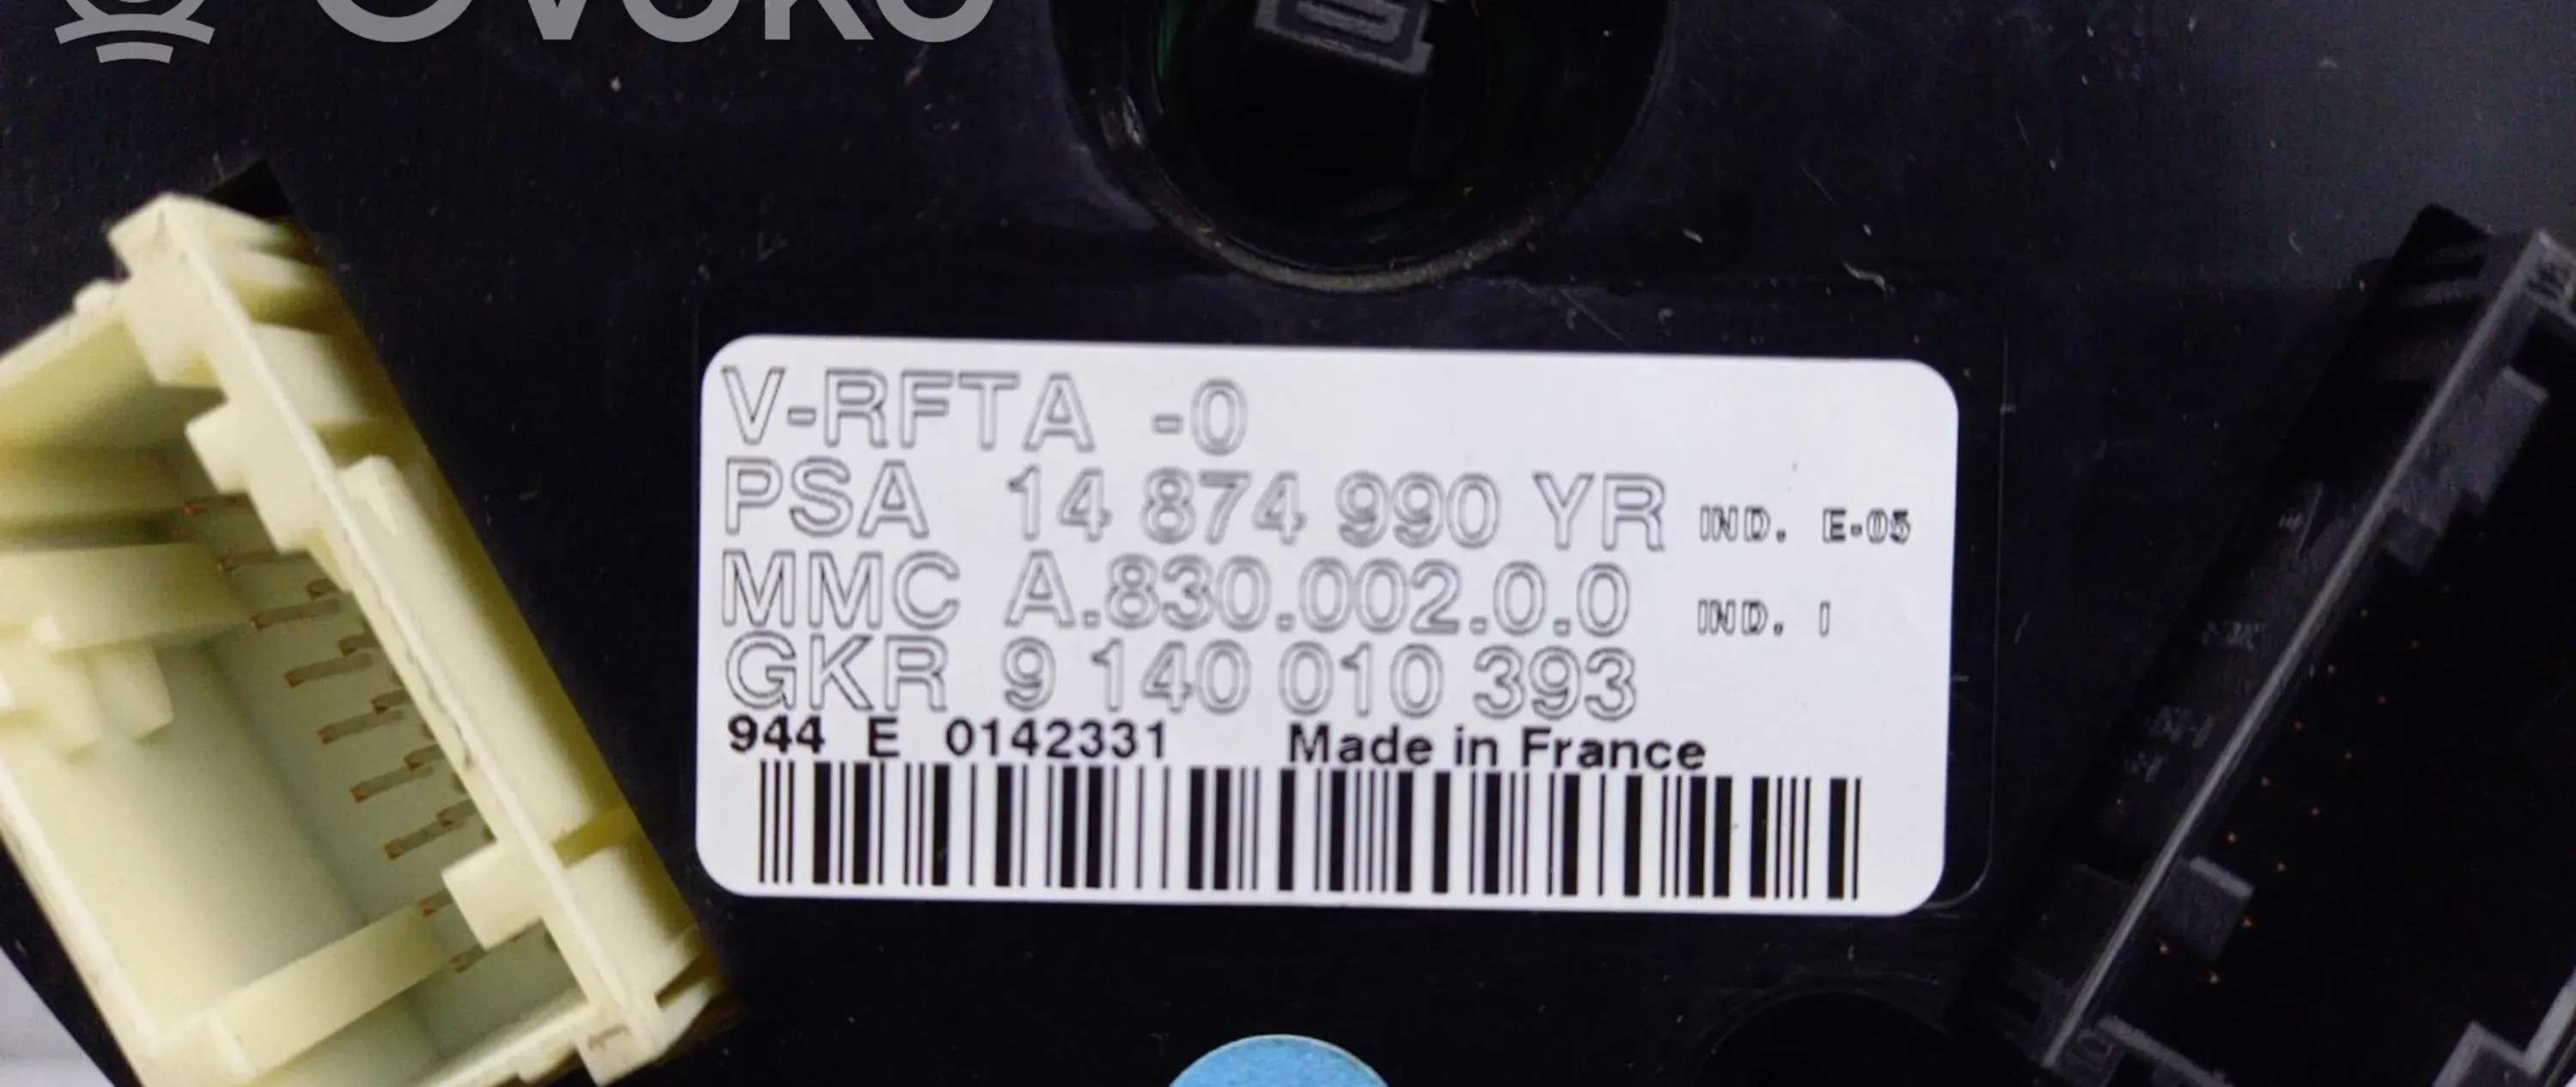 OVOKO
V-RFTA -0
PSA 14 874 990 YR IND. E-05
MMC A.830.002.0.0 IND. I
GKR 9 140 010 393
944 E 0142331 Made in France